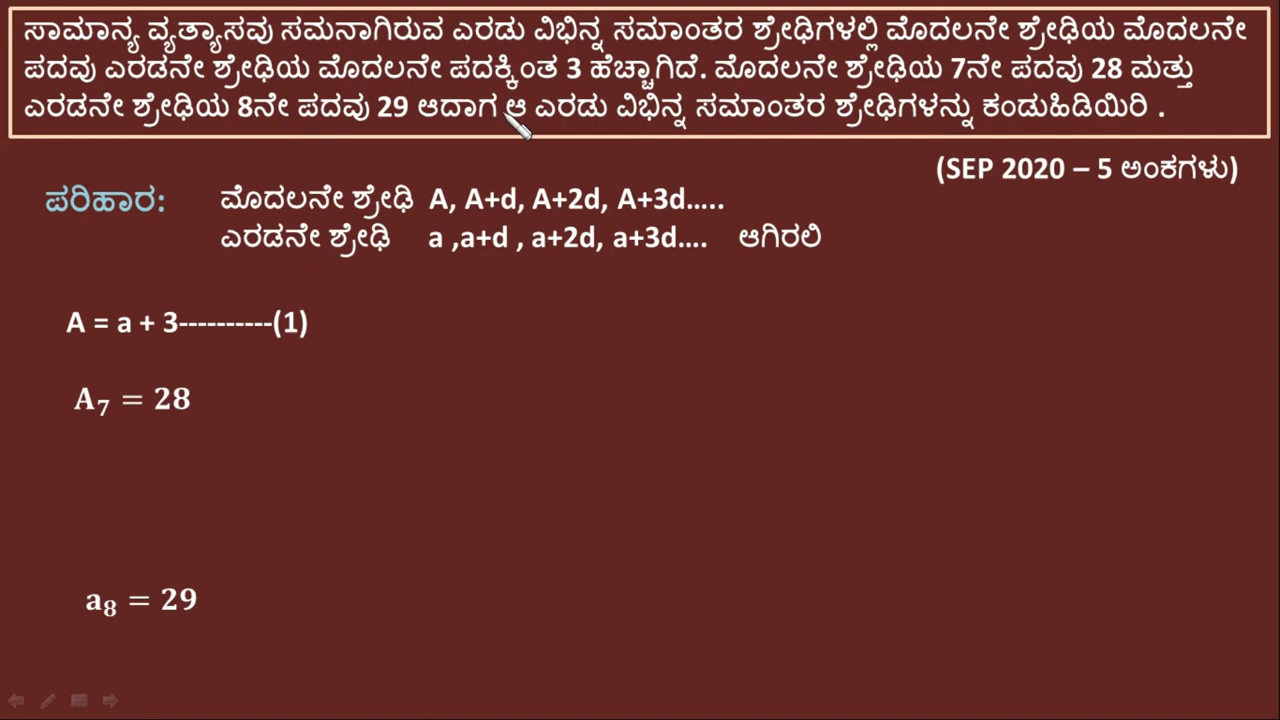 ಸಾಮಾನ್ಯ ವ್ಯತ್ಯಾಸವು ಸಮನಾಗಿರುವ ಎರಡು ವಿಭಿನ್ನ ಸಮಾಂತರ ಶ್ರೇಢಿಗಳಲ್ಲಿ ಮೊದಲನೇ ಶ್ರೇಢಿಯ ಮೊದಲನೇ
ಪದವು ಎರಡನೇ ಶ್ರೇಢಿಯ ಮೊದಲನೇ ಪದಕ್ಕಿಂತ 3 ಹೆಚ್ಚಾಗಿದೆ. ಮೊದಲನೇ ಶ್ರೇಢಿಯ 7ನೇ ಪದವು 28 ಮತ್ತು
ಎರಡನೇ ಶ್ರೇಢಿಯ 8ನೇ ಪದವು 29 ಆದಾಗ ಆ ಎರಡು ವಿಭಿನ್ನ ಸಮಾಂತರ ಶ್ರೇಢಿಗಳನ್ನು ಕಂಡುಹಿಡಿಯಿರಿ .
(SEP 2020 – 5 ಅಂಕಗಳು)
ಪರಿಹಾರ: ಮೊದಲನೇ ಶ್ರೇಢಿ A, A+d, A+2d, A+3d.....
ಎರಡನೇ ಶ್ರೇಢಿ a ,a+d , a+2d, a+3d.... ಆಗಿರಲಿ
A = a + 3----------(1)
A₇ = 28
a₈ = 29